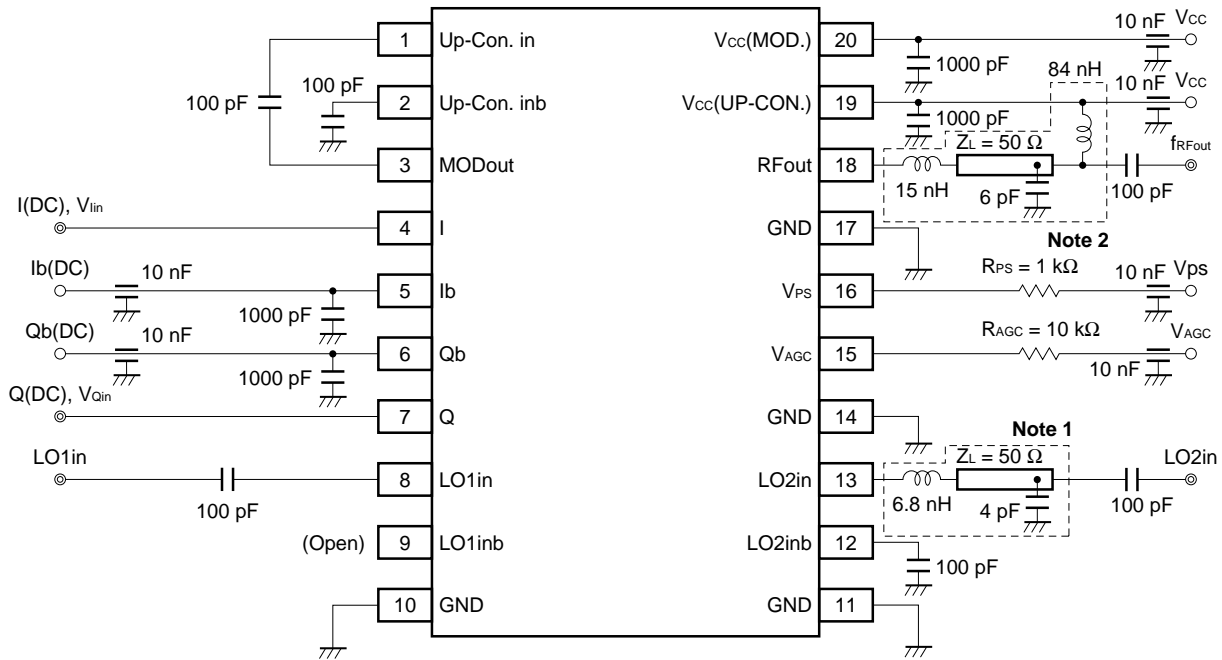 100 pF
100 pF
1
Up-Con. in
2
Up-Con. inb
3
MODout
I(DC), VIin
4
I
Ib(DC)
10 nF
5
Ib
1000 pF
Qb(DC)
10 nF
6
Qb
1000 pF
Q(DC), VQin
7
Q
LO1in
100 pF
8
LO1in
(Open)
9
LO1inb
10
GND
VCC(MOD.)
20
1000 pF
10 nF
VCC
84 nH
VCC(UP-CON.)
19
1000 pF
10 nF
VCC
RFout
18
15 nH
ZL = 50 Ω
6 pF
100 pF
fRFout
GND
17
Note 2
VPS
16
RPS = 1 kΩ
10 nF
Vps
VAGC
15
RAGC = 10 kΩ
10 nF
VAGC
GND
14
Note 1
LO2in
13
6.8 nH
ZL = 50 Ω
4 pF
100 pF
LO2in
LO2inb
12
100 pF
GND
11